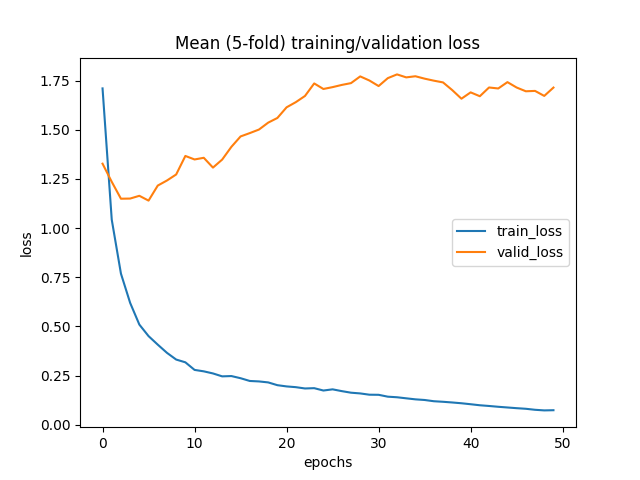 Mean (5-fold) training/validation loss
loss
1.75
1.50
1.25
1.00
0.75
0.50
0.25
0.00
train_loss
valid_loss
0 10 20 30 40 50
epochs